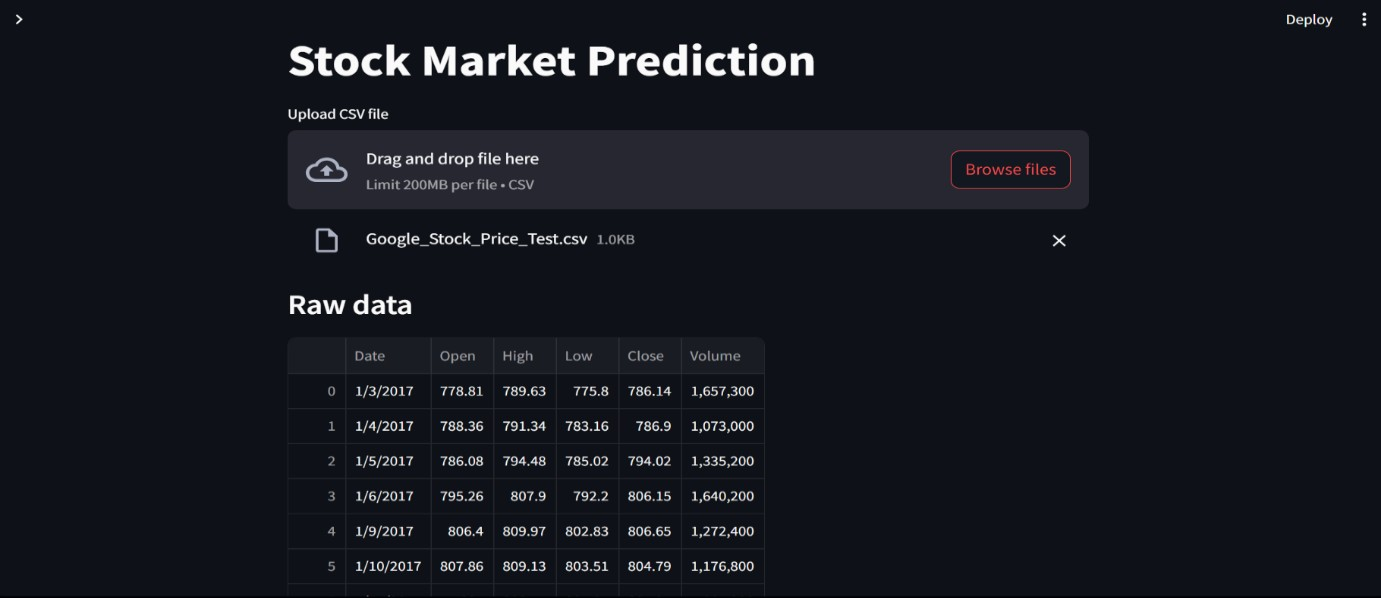 Deploy
Stock Market Prediction
Upload CSV file
Drag and drop file here
Limit 200MB per file • CSV
Browse files
Google_Stock_Price_Test.csv 1.0KB
Raw data
Date Open High Low Close Volume
0 1/3/2017 778.81 789.63 775.8 786.14 1,657,300
1 1/4/2017 788.36 791.34 783.16 786.9 1,073,000
2 1/5/2017 786.08 794.48 785.02 794.02 1,335,200
3 1/6/2017 795.26 807.9 792.2 806.15 1,640,200
4 1/9/2017 806.4 809.97 802.83 806.65 1,272,400
5 1/10/2017 807.86 809.13 803.51 804.79 1,176,800